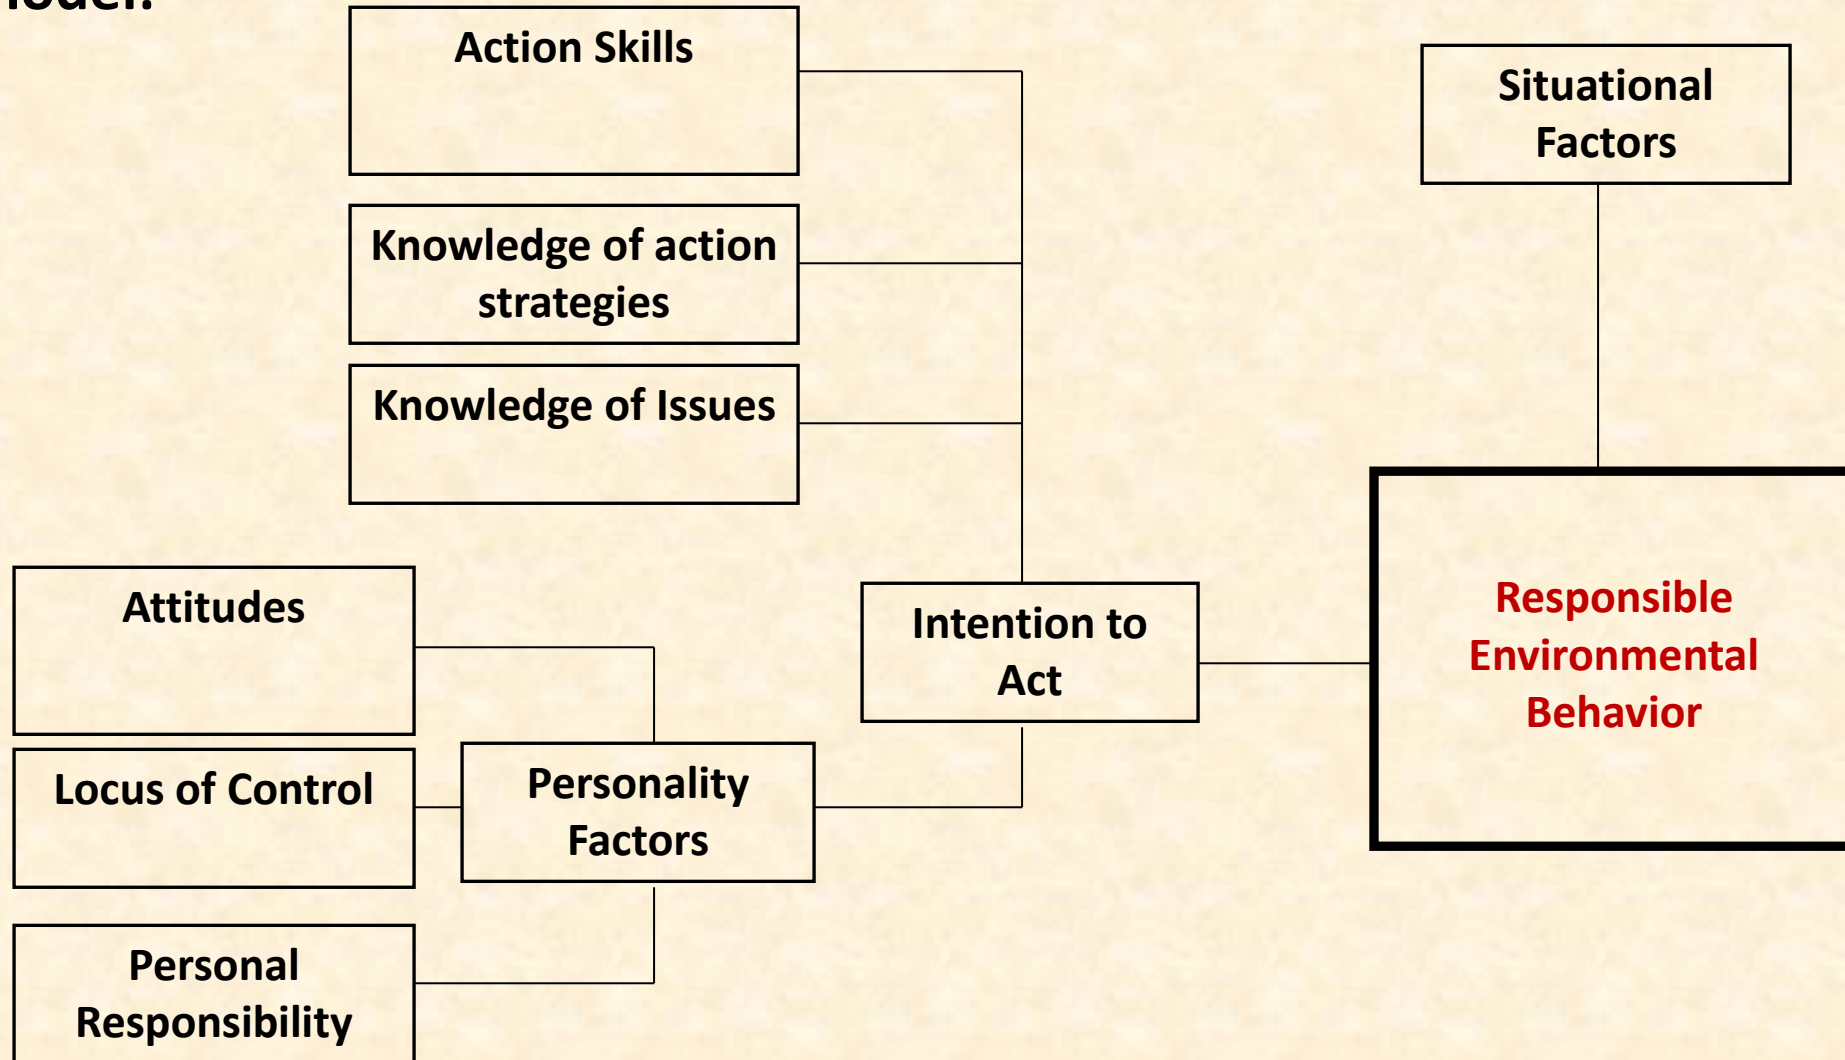 Action Skills
Situational
Factors
Knowledge of action
strategies
Knowledge of Issues
Attitudes
Intention to
Act
Responsible
Environmental
Behavior
Locus of Control
Personality
Factors
Personal
Responsibility